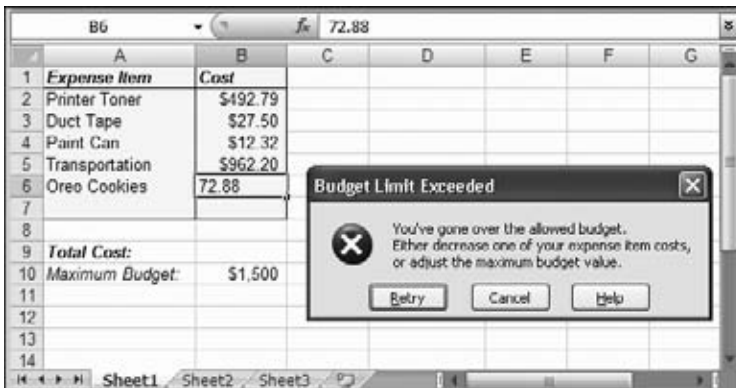 B6 fx 72.88
A B C D E F G
1 Expense Item Cost
2 Printer Toner $492.79
3 Duct Tape $27.50
4 Paint Can $12.32
5 Transportation $962.20
6 Oreo Cookies 72.88
7
8
9 Total Cost:
10 Maximum Budget: $1,500
11
12
13
14
Budget Limit Exceeded
You've gone over the allowed budget.
Either decrease one of your expense item costs,
or adjust the maximum budget value.
Retry Cancel Help
Sheet1 Sheet2 Sheet3